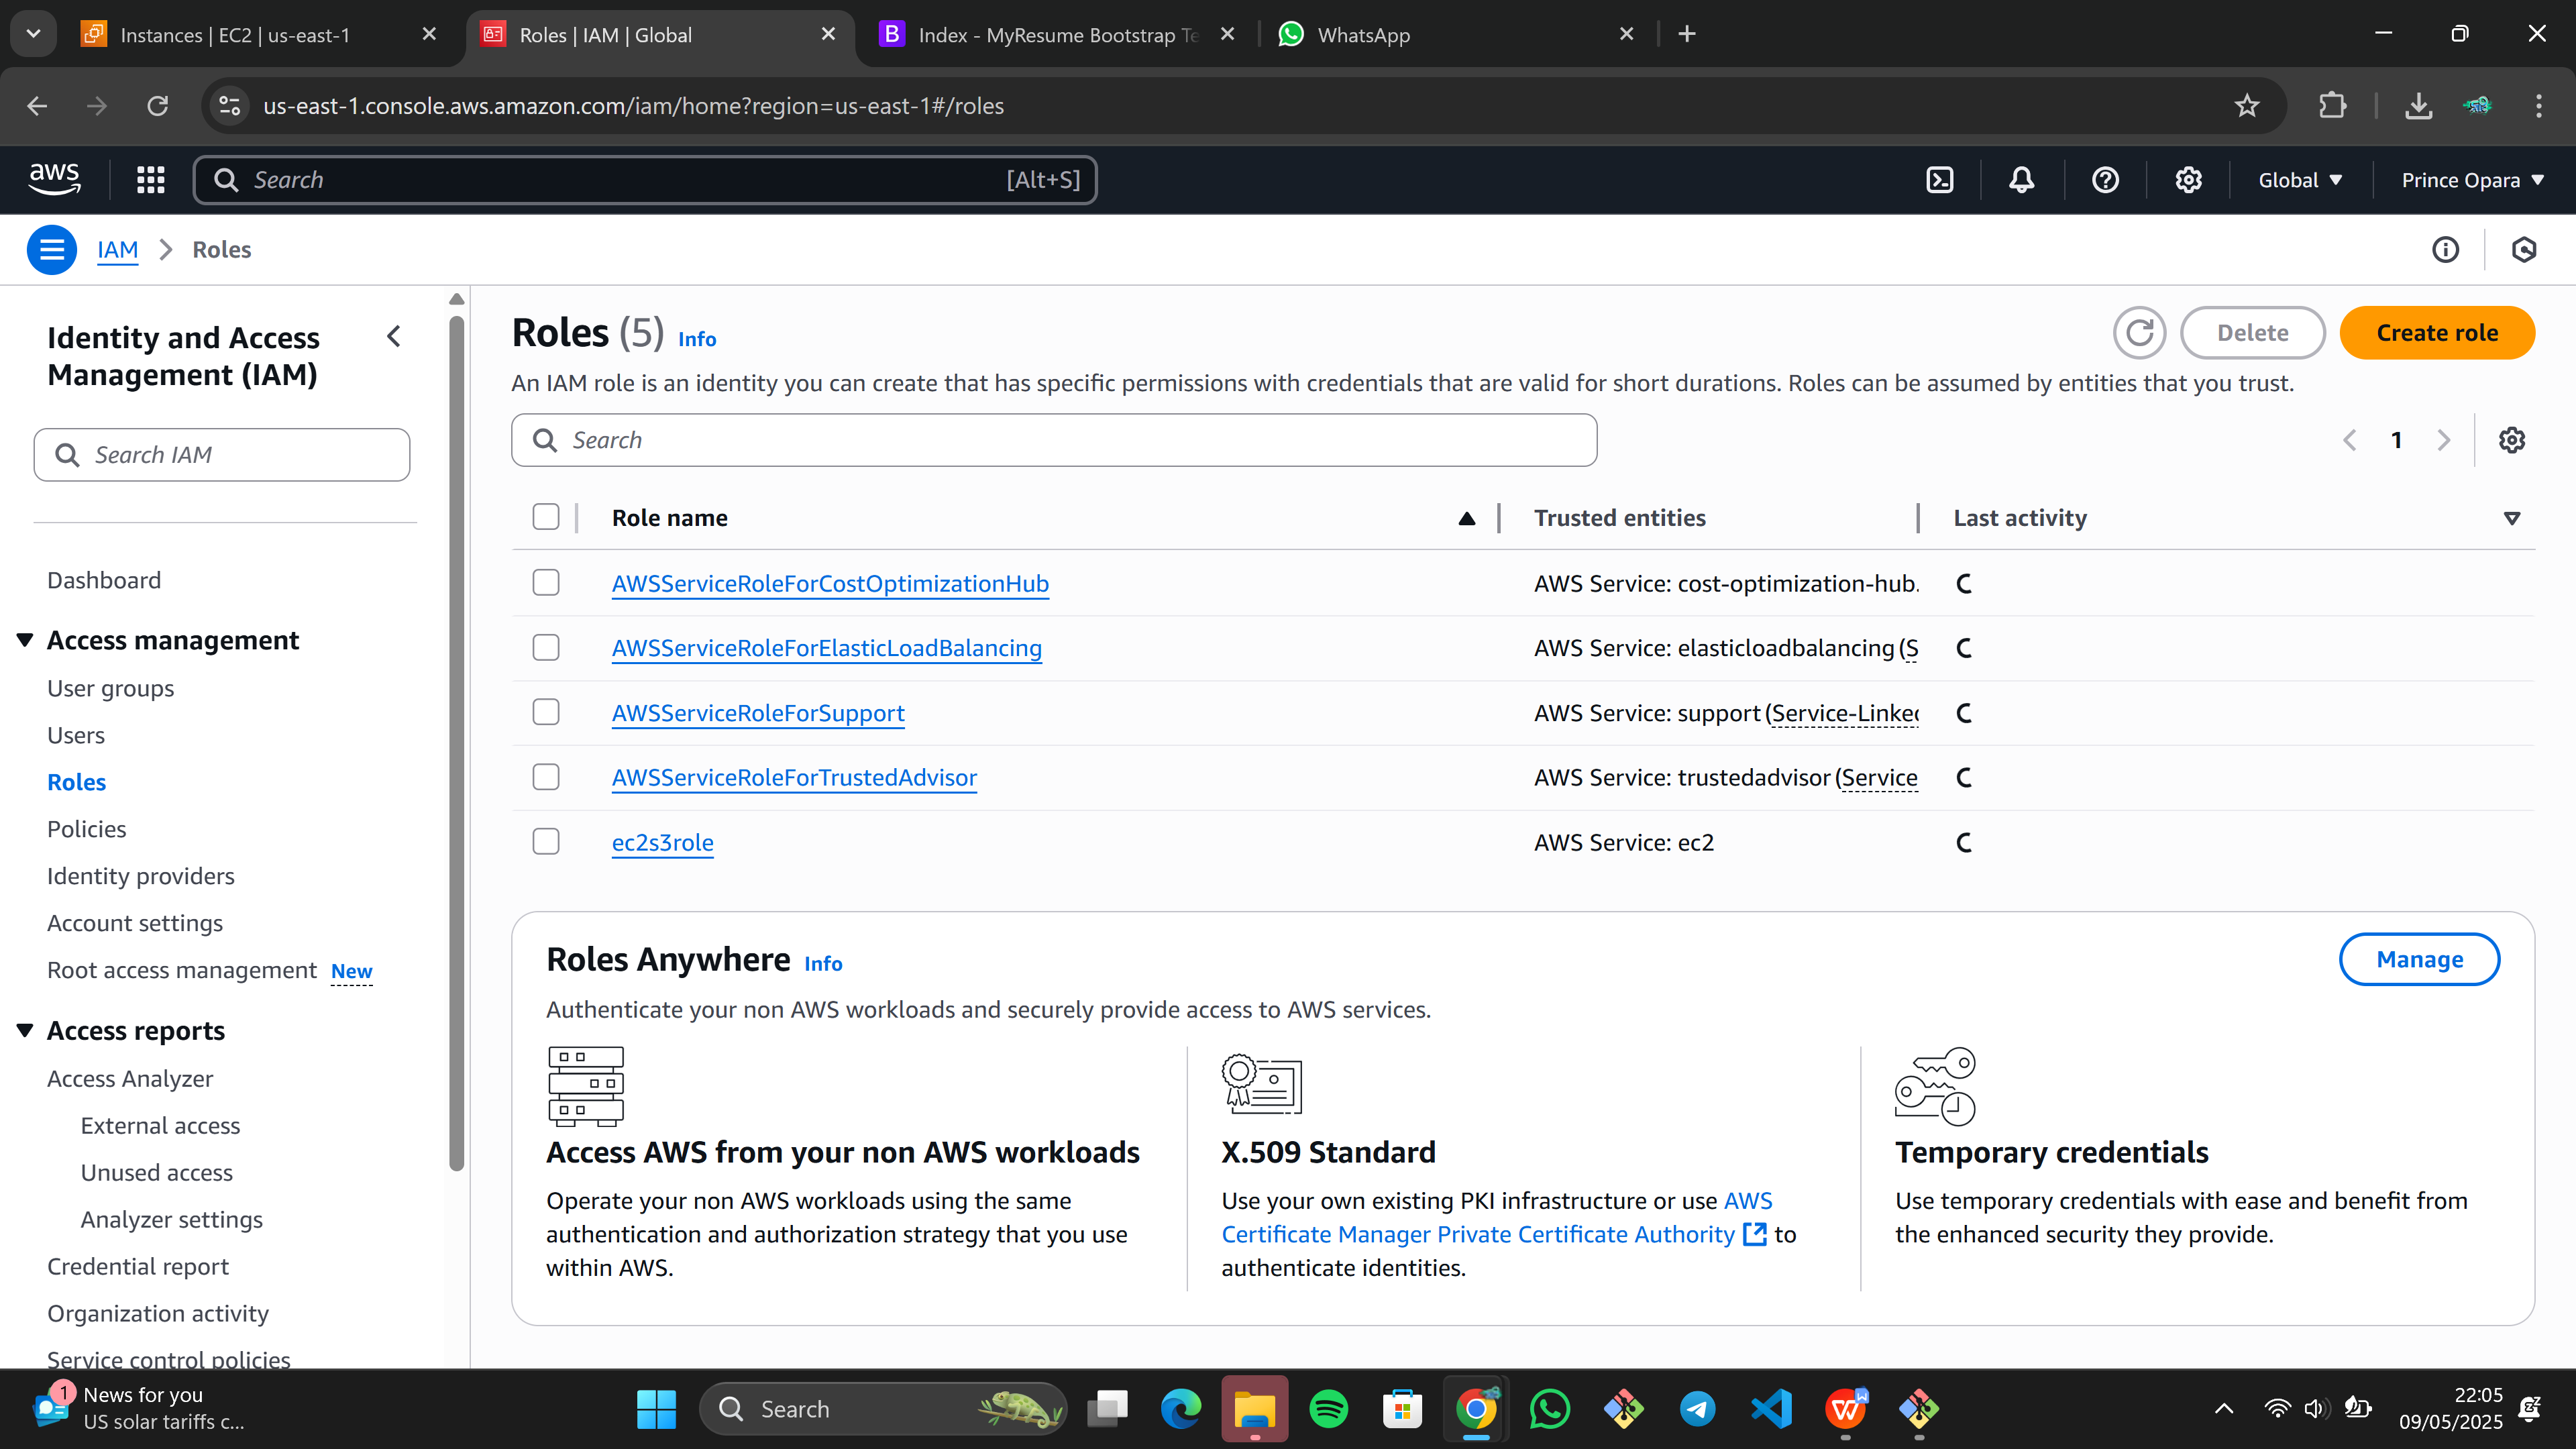 Instances | EC2 | us-east-1
Roles | IAM | Global
Index - MyResume Bootstrap Te
WhatsApp
us-east-1.console.aws.amazon.com/iam/home?region=us-east-1#/roles
aws
Search
[Alt+S]
Global
Prince Opara
IAM
Roles
Identity and Access
Management (IAM)
Search IAM
Dashboard
Access management
User groups
Users
Roles
Policies
Identity providers
Account settings
Root access management New
Access reports
Access Analyzer
External access
Unused access
Analyzer settings
Credential report
Organization activity
Service control policies
Roles (5) Info
Delete
Create role
An IAM role is an identity you can create that has specific permissions with credentials that are valid for short durations. Roles can be assumed by entities that you trust.
Search
1
Role name
Trusted entities
Last activity
AWSServiceRoleForCostOptimizationHub
AWS Service: cost-optimization-hub.
AWSServiceRoleForElasticLoadBalancing
AWS Service: elasticloadbalancing (S
AWSServiceRoleForSupport
AWS Service: support (Service-Linked
AWSServiceRoleForTrustedAdvisor
AWS Service: trustedadvisor (Service
ec2s3role
AWS Service: ec2
Roles Anywhere Info
Manage
Authenticate your non AWS workloads and securely provide access to AWS services.
Access AWS from your non AWS workloads
Operate your non AWS workloads using the same
authentication and authorization strategy that you use
within AWS.
X.509 Standard
Use your own existing PKI infrastructure or use AWS
Certificate Manager Private Certificate Authority to
authenticate identities.
Temporary credentials
Use temporary credentials with ease and benefit from
the enhanced security they provide.
1
News for you
US solar tariffs c...
Search
22:05
09/05/2025